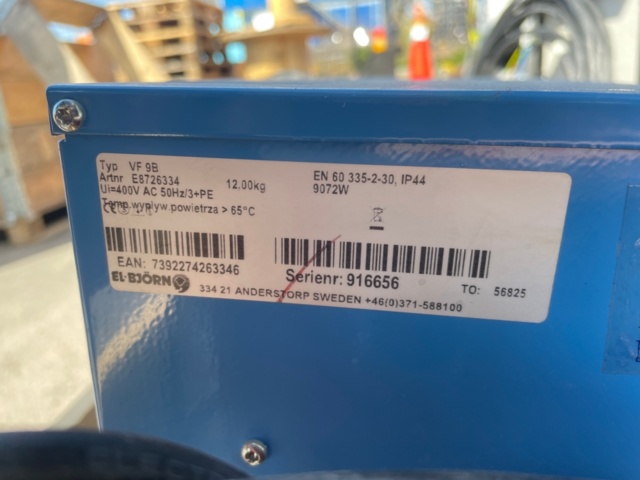 Typ VF 9B
Artnr E8726334 12,00kg
Ui=400V AC 50Hz/3+PE
Temp.wypływ.powietrza > 65°C
EN 60 335-2-30, IP44
9072W
CE
EAN: 7392274263346
Serienr: 916656
TO: 56825
EL-BJÖRN
334 21 ANDERSTORP SWEDEN +46(0)371-588100